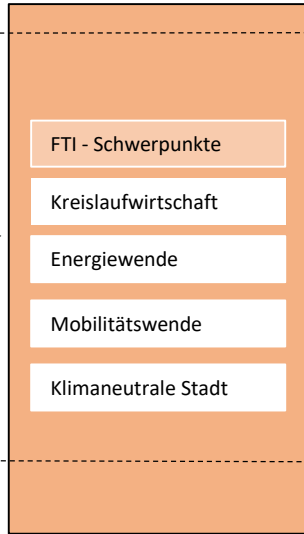 FTI - Schwerpunkte
Kreislaufwirtschaft
Energiewende
Mobilitätswende
Klimaneutrale Stadt